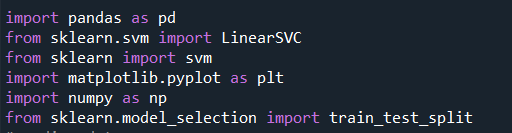 import pandas as pd
from sklearn.svm import LinearSVC
from sklearn import svm
import matplotlib.pyplot as plt
import numpy as np
from sklearn.model_selection import train_test_split